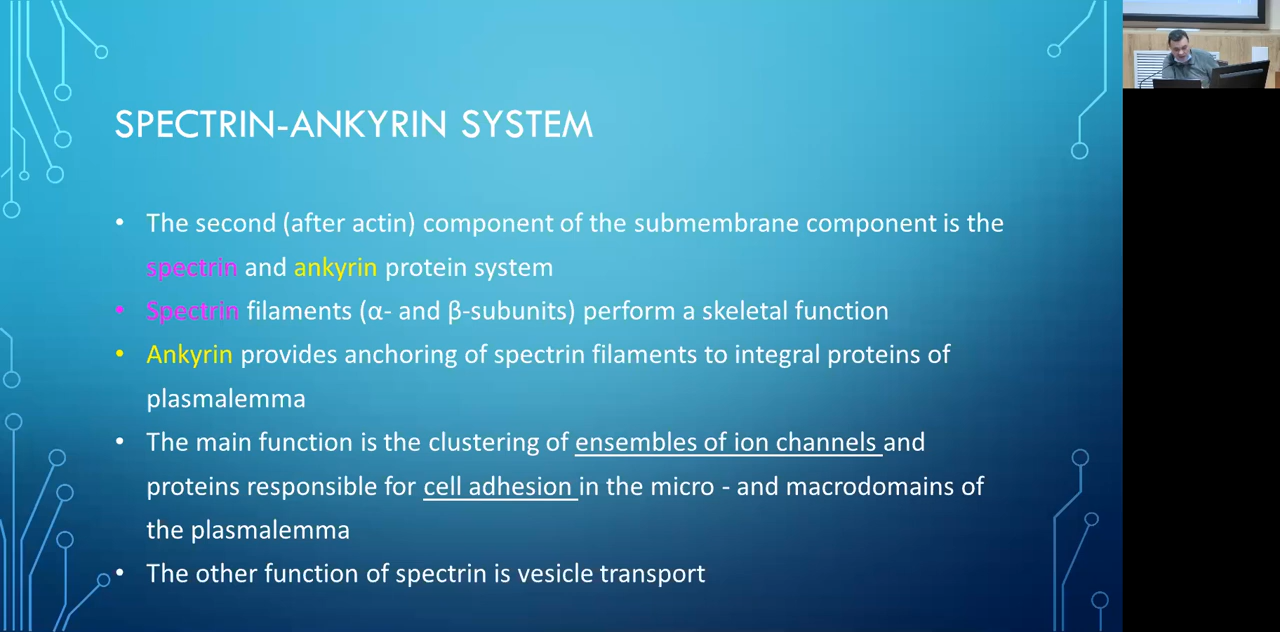 SPECTRIN-ANKYRIN SYSTEM
• The second (after actin) component of the submembrane component is the
spectrin and ankyrin protein system
• Spectrin filaments (α- and β-subunits) perform a skeletal function
• Ankyrin provides anchoring of spectrin filaments to integral proteins of
plasmalemma
• The main function is the clustering of ensembles of ion channels and
proteins responsible for cell adhesion in the micro - and macrodomains of
the plasmalemma
• The other function of spectrin is vesicle transport